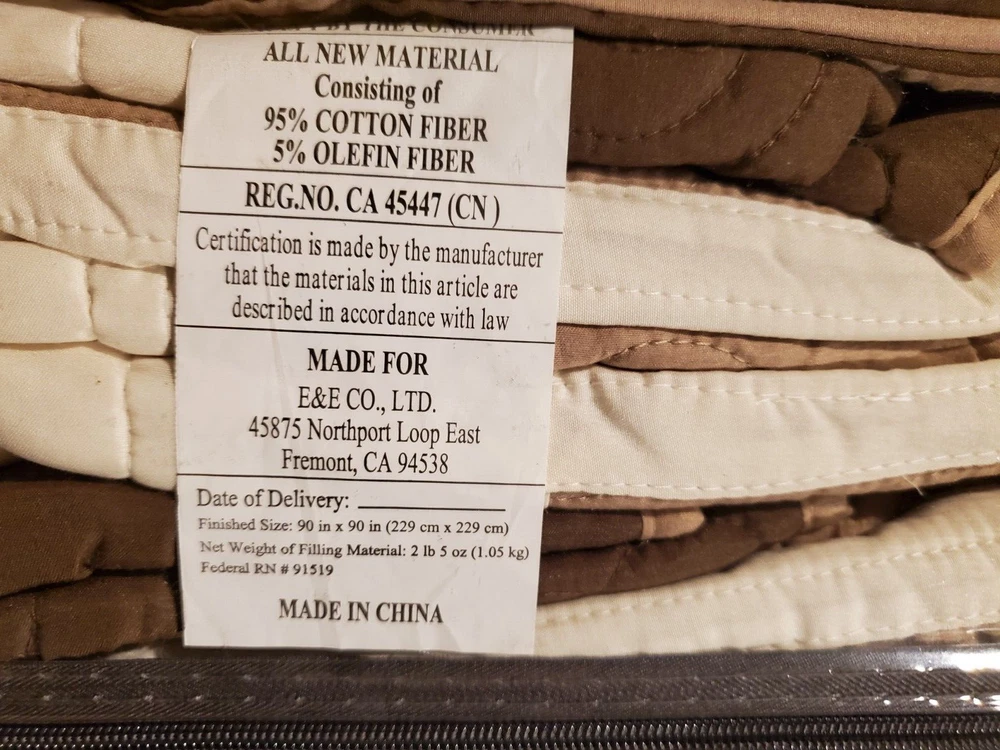 BY THE CONSUMER
ALL NEW MATERIAL
Consisting of
95% COTTON FIBER
5% OLEFIN FIBER
REG.NO. CA 45447 (CN )
Certification is made by the manufacturer
that the materials in this article are
described in accordance with law
MADE FOR
E&E CO., LTD.
45875 Northport Loop East
Fremont, CA 94538
Date of Delivery:
Finished Size: 90 in x 90 in (229 cm x 229 cm)
Net Weight of Filling Material: 2 lb 5 oz (1.05 kg)
Federal RN # 91519
MADE IN CHINA